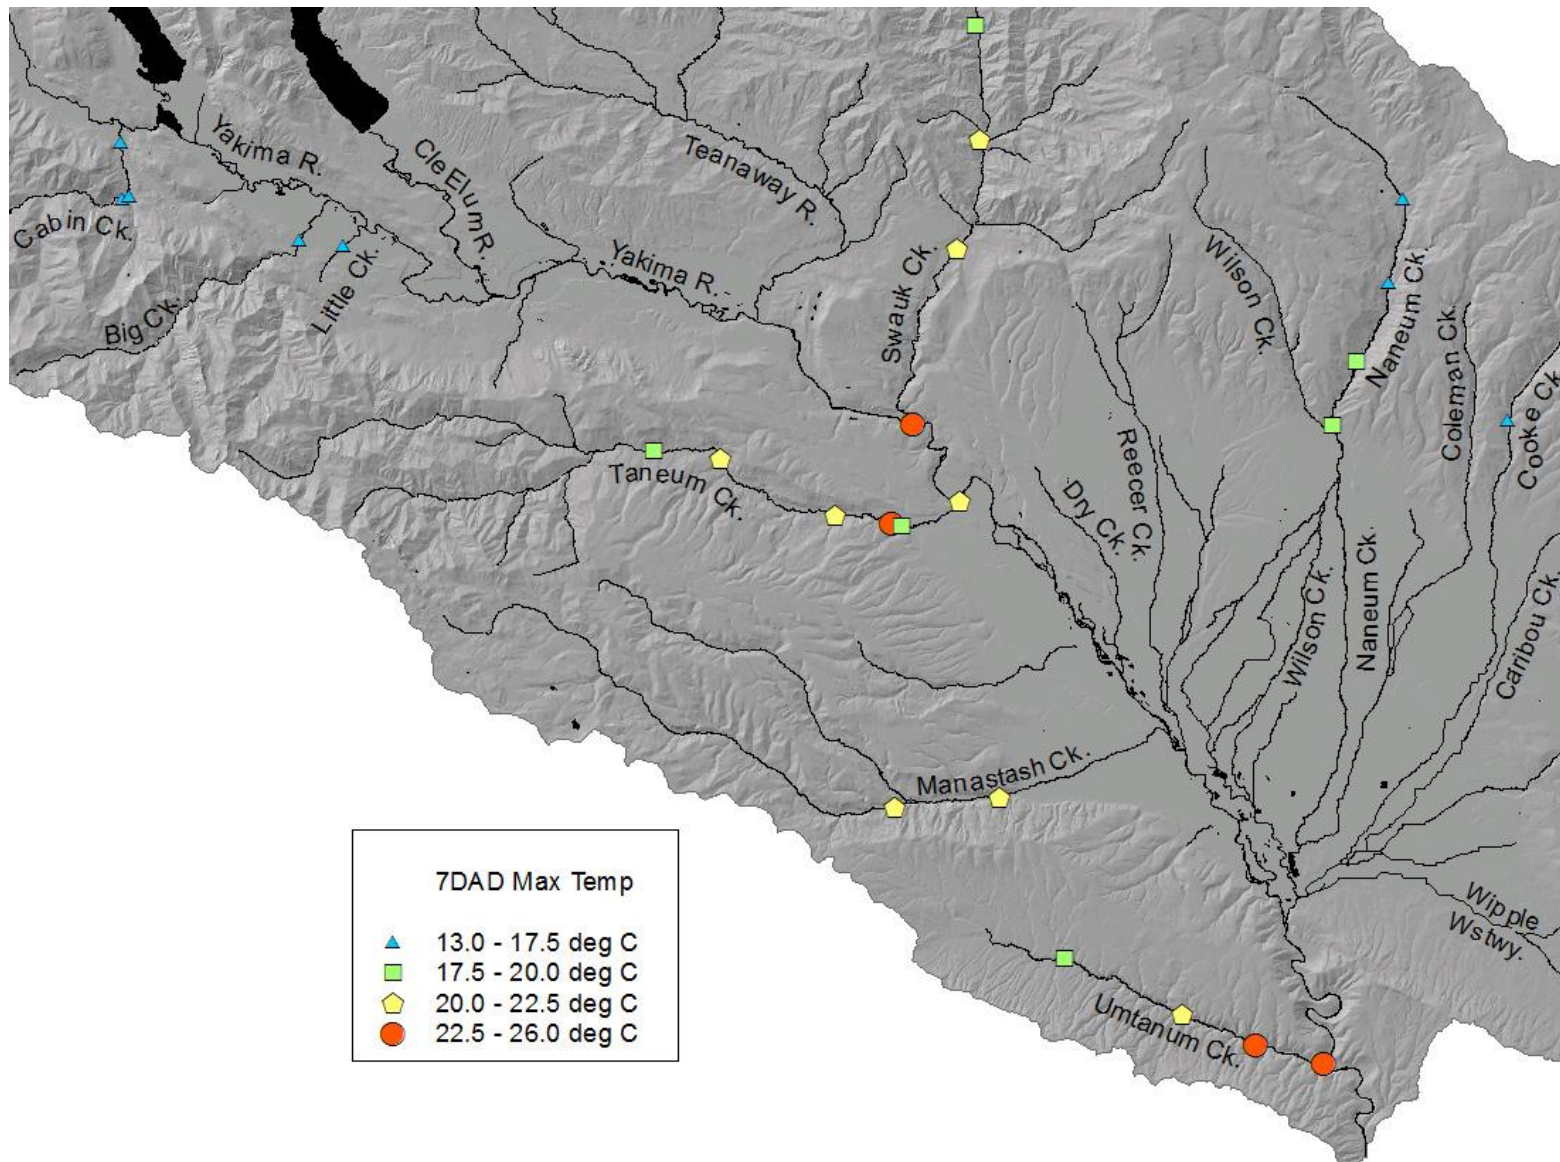 Yakima R.
Cle Elum R.
Teanaway R.
Cabin Ck.
Big Ck.
Little Ck.
Yakima R.
Swauk Ck.
Wilson Ck.
Naneum Ck.
Coleman Ck.
Cooke Ck.
Taneum Ck.
Dry Ck.
Reecer Ck.
Wilson Ck.
Naneum Ck.
Caribou Ck.
Manastash Ck.
Wipple
Wstwy.
Umtanum Ck.
7DAD Max Temp
13.0 - 17.5 deg C
17.5 - 20.0 deg C
20.0 - 22.5 deg C
22.5 - 26.0 deg C